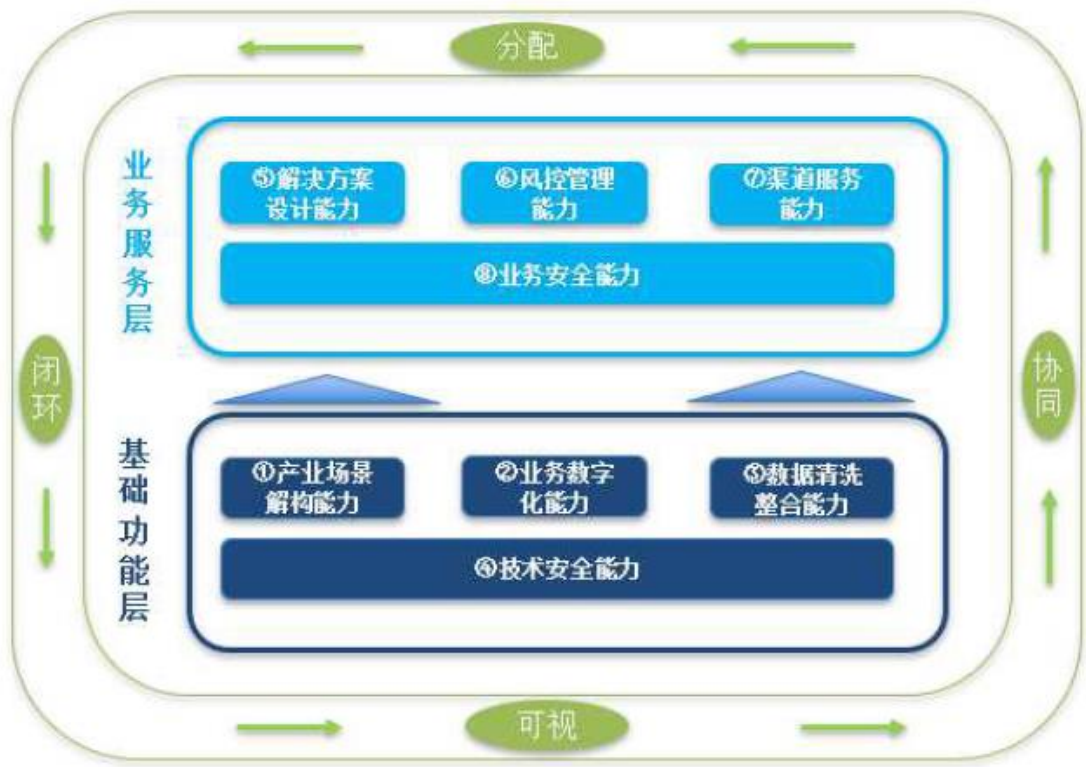 分配
业务服务层
⑤解决方案
设计能力
⑥风控管理
能力
⑦渠道服务
能力
⑧业务安全能力
闭环
协同
基础功能层
①产业场景
解构能力
②业务数字
化能力
③数据清洗
整合能力
④技术安全能力
可视